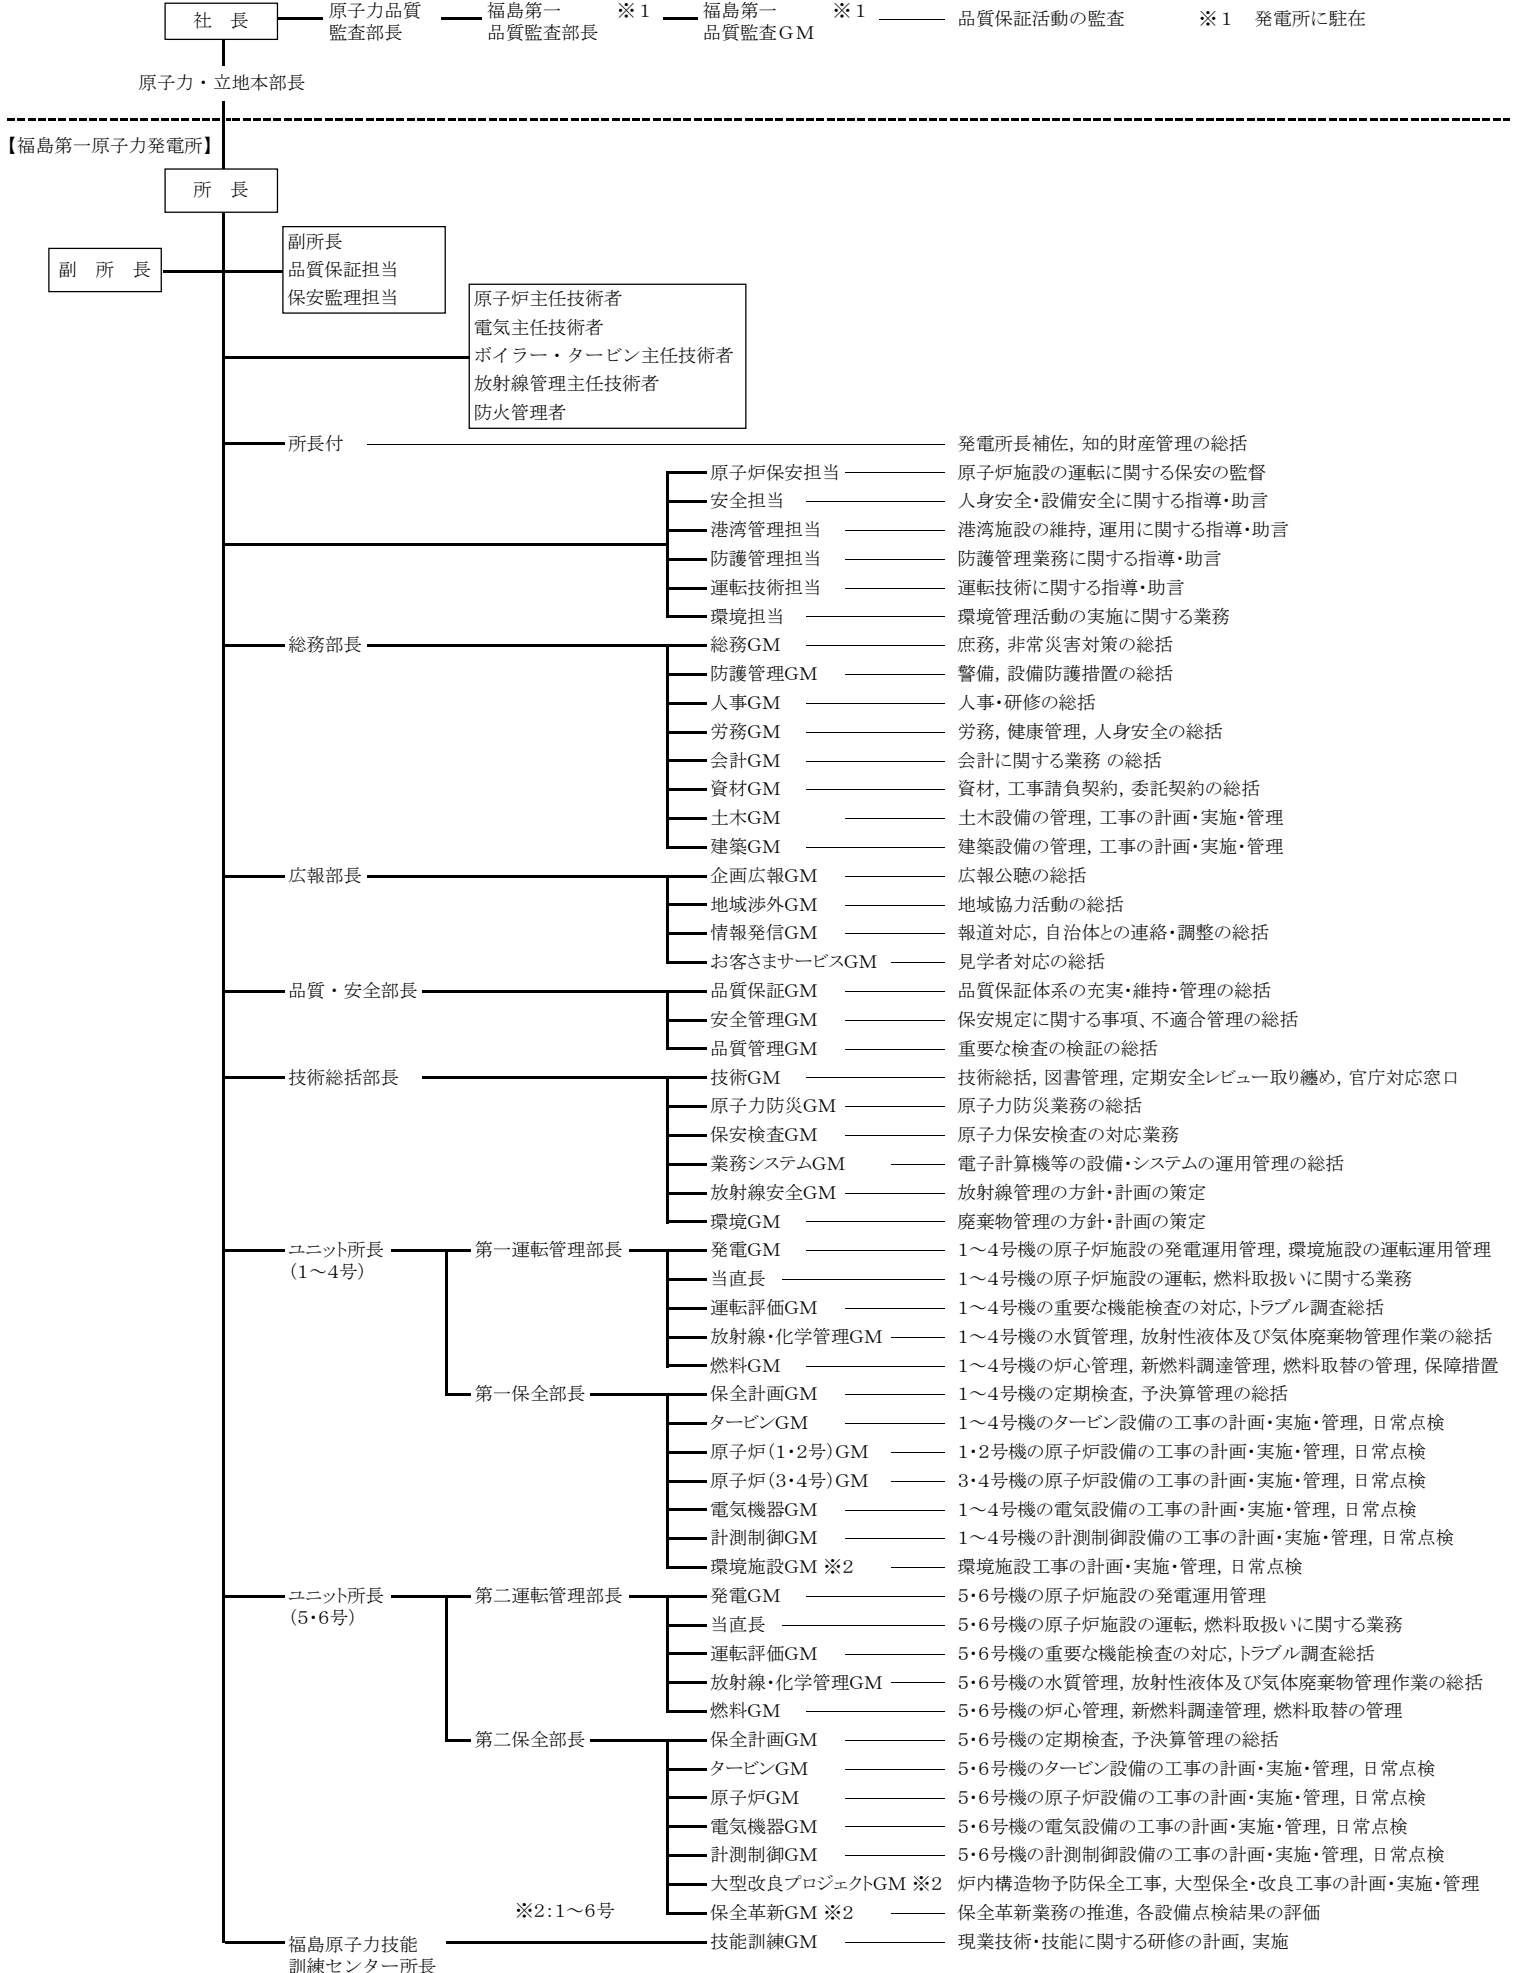 社　長　原子力品質　福島第一　※１　福島第一　※１　品質保証活動の監査　※１　発電所に駐在
監査部長　品質監査部長　品質監査ＧＭ
原子力・立地本部長
【福島第一原子力発電所】
所　長
副　所　長
副所長
品質保証担当
保安監理担当
原子炉主任技術者
電気主任技術者
ボイラー・タービン主任技術者
放射線管理主任技術者
防火管理者
所長付　発電所長補佐, 知的財産管理の総括
原子炉保安担当　原子炉施設の運転に関する保安の監督
安全担当　人身安全・設備安全に関する指導・助言
港湾管理担当　港湾施設の維持, 運用に関する指導・助言
防護管理担当　防護管理業務に関する指導・助言
運転技術担当　運転技術に関する指導・助言
環境担当　環境管理活動の実施に関する業務
総務部長　総務GM　庶務, 非常災害対策の総括
防護管理GM　警備, 設備防護措置の総括
人事GM　人事・研修の総括
労務GM　労務, 健康管理, 人身安全の総括
会計GM　会計に関する業務 の総括
資材GM　資材, 工事請負契約, 委託契約の総括
土木GM　土木設備の管理, 工事の計画・実施・管理
建築GM　建築設備の管理, 工事の計画・実施・管理
広報部長　企画広報GM　広報公聴の総括
地域渉外GM　地域協力活動の総括
情報発信GM　報道対応, 自治体との連絡・調整の総括
お客さまサービスGM　見学者対応の総括
品質・安全部長　品質保証GM　品質保証体系の充実・維持・管理の総括
安全管理GM　保安規定に関する事項、不適合管理の総括
品質管理GM　重要な検査の検証の総括
技術総括部長　技術GM　技術総括, 図書管理, 定期安全レビュー取り纏め, 官庁対応窓口
原子力防災GM　原子力防災業務の総括
保安検査GM　原子力保安検査の対応業務
業務システムGM　電子計算機等の設備・システムの運用管理の総括
放射線安全GM　放射線管理の方針・計画の策定
環境GM　廃棄物管理の方針・計画の策定
ユニット所長　第一運転管理部長　発電GM　1～4号機の原子炉施設の発電運用管理, 環境施設の運転運用管理
（1～4号）　当直長　1～4号機の原子炉施設の運転, 燃料取扱いに関する業務
運転評価GM　1～4号機の重要な機能検査の対応, トラブル調査総括
放射線・化学管理GM　1～4号機の水質管理, 放射性液体及び気体廃棄物管理作業の総括
燃料GM　1～4号機の炉心管理, 新燃料調達管理, 燃料取替の管理, 保障措置
第一保全部長　保全計画GM　1～4号機の定期検査, 予決算管理の総括
タービンGM　1～4号機のタービン設備の工事の計画・実施・管理, 日常点検
原子炉（1・2号）GM　1・2号機の原子炉設備の工事の計画・実施・管理, 日常点検
原子炉（3・4号）GM　3・4号機の原子炉設備の工事の計画・実施・管理, 日常点検
電気機器GM　1～4号機の電気設備の工事の計画・実施・管理, 日常点検
計測制御GM　1～4号機の計測制御設備の工事の計画・実施・管理, 日常点検
環境施設GM ※2　環境施設工事の計画・実施・管理, 日常点検
ユニット所長　第二運転管理部長　発電GM　5・6号機の原子炉施設の発電運用管理
（5・6号）　当直長　5・6号機の原子炉施設の運転, 燃料取扱いに関する業務
運転評価GM　5・6号機の重要な機能検査の対応, トラブル調査総括
放射線・化学管理GM　5・6号機の水質管理, 放射性液体及び気体廃棄物管理作業の総括
燃料GM　5・6号機の炉心管理, 新燃料調達管理, 燃料取替の管理
第二保全部長　保全計画GM　5・6号機の定期検査, 予決算管理の総括
タービンGM　5・6号機のタービン設備の工事の計画・実施・管理, 日常点検
原子炉GM　5・6号機の原子炉設備の工事の計画・実施・管理, 日常点検
電気機器GM　5・6号機の電気設備の工事の計画・実施・管理, 日常点検
計測制御GM　5・6号機の計測制御設備の工事の計画・実施・管理, 日常点検
大型改良プロジェクトGM ※2　炉内構造物予防保全工事, 大型保全・改良工事の計画・実施・管理
※2：1～6号　保全革新GM ※2　保全革新業務の推進, 各設備点検結果の評価
福島原子力技能　技能訓練GM　現業技術・技能に関する研修の計画, 実施
訓練センター所長